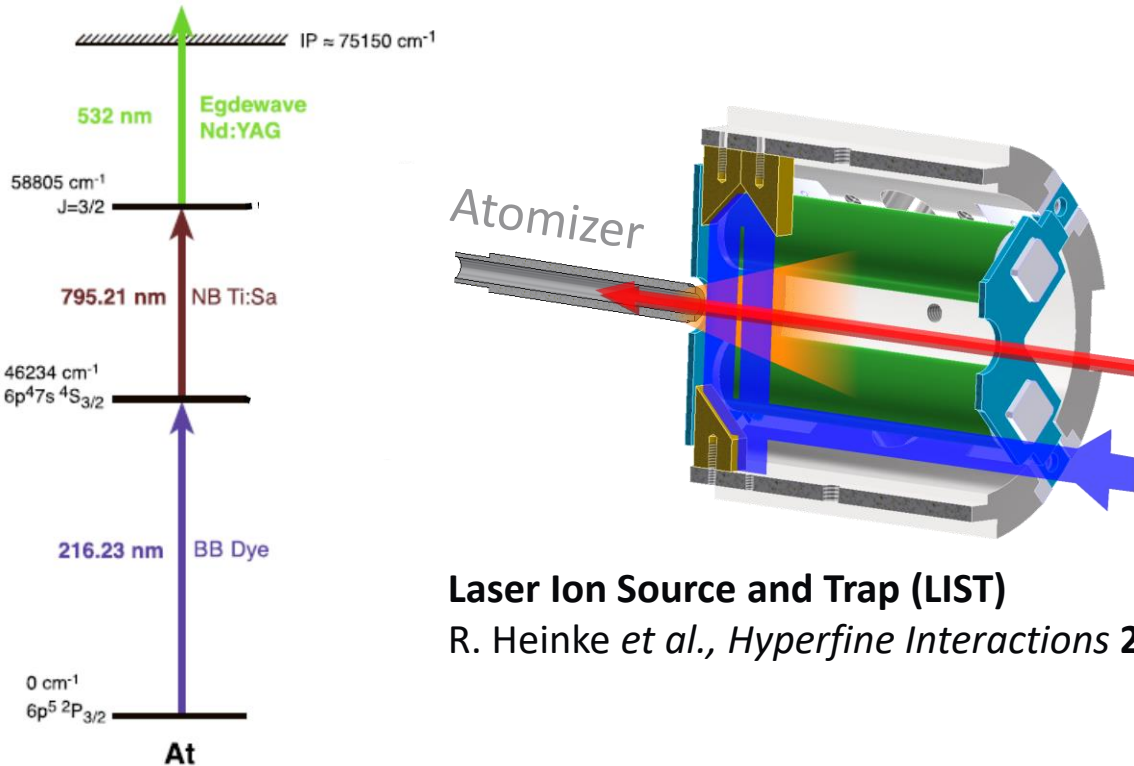 IP ≈ 75150 cm⁻¹
532 nm
Egdewave
Nd:YAG
58805 cm⁻¹
J=3/2
795.21 nm
NB Ti:Sa
46234 cm⁻¹
6p⁴7s ⁴S₃/₂
216.23 nm
BB Dye
0 cm⁻¹
6p⁵ ²P₃/₂
At
Atomizer
Laser Ion Source and Trap (LIST)
R. Heinke et al., Hyperfine Interactions 2